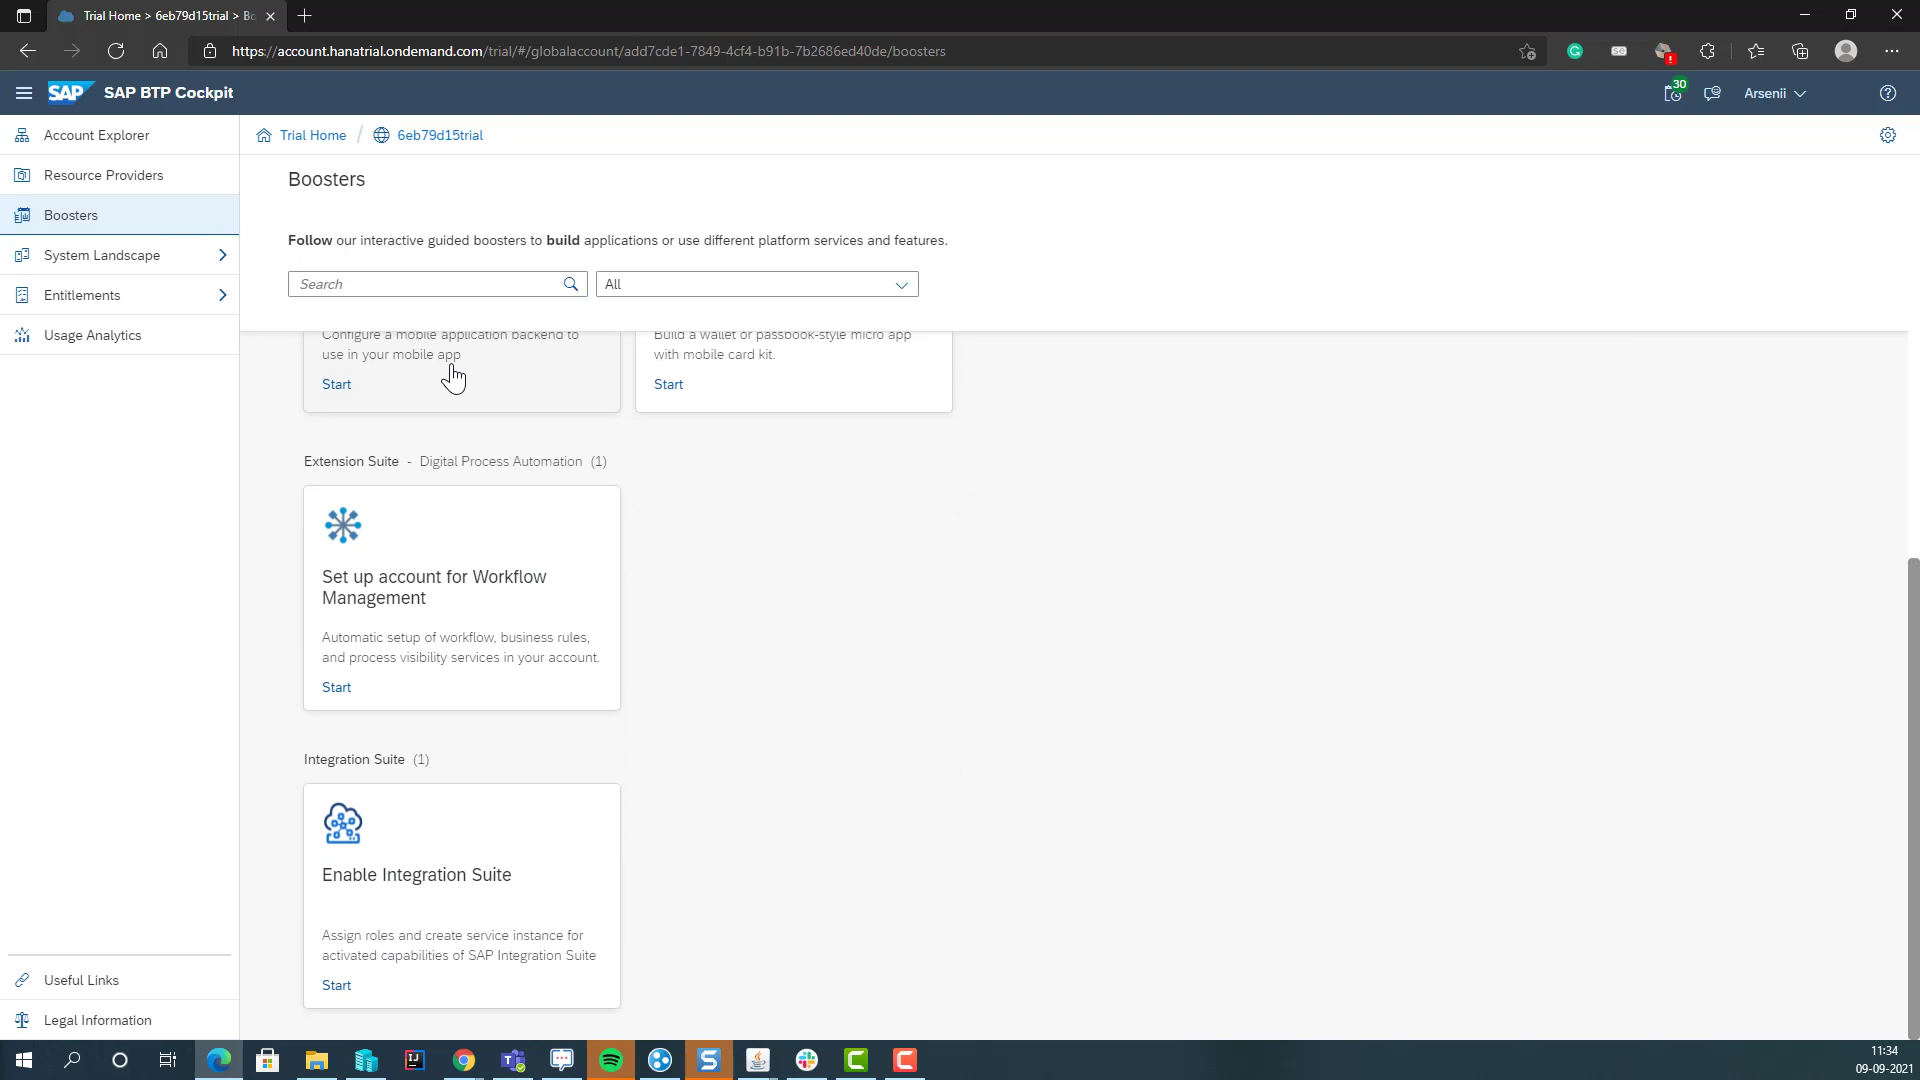 Trial Home > 6eb79d15trial > Bo
https://account.hanatrial.ondemand.com/trial/#/globalaccount/add7cde1-7849-4cf4-b91b-7b2686ed40de/boosters
SAP SAP BTP Cockpit
30
Arsenii
Account Explorer
Resource Providers
Boosters
System Landscape
Entitlements
Usage Analytics
Useful Links
Legal Information
Trial Home / 6eb79d15trial
Boosters
Follow our interactive guided boosters to build applications or use different platform services and features.
Search
All
Configure a mobile application backend to
use in your mobile app
Start
Build a wallet or passbook-style micro app
with mobile card kit.
Start
Extension Suite - Digital Process Automation (1)
Set up account for Workflow
Management
Automatic setup of workflow, business rules,
and process visibility services in your account.
Start
Integration Suite (1)
Enable Integration Suite
Assign roles and create service instance for
activated capabilities of SAP Integration Suite
Start
11:34
09-09-2021